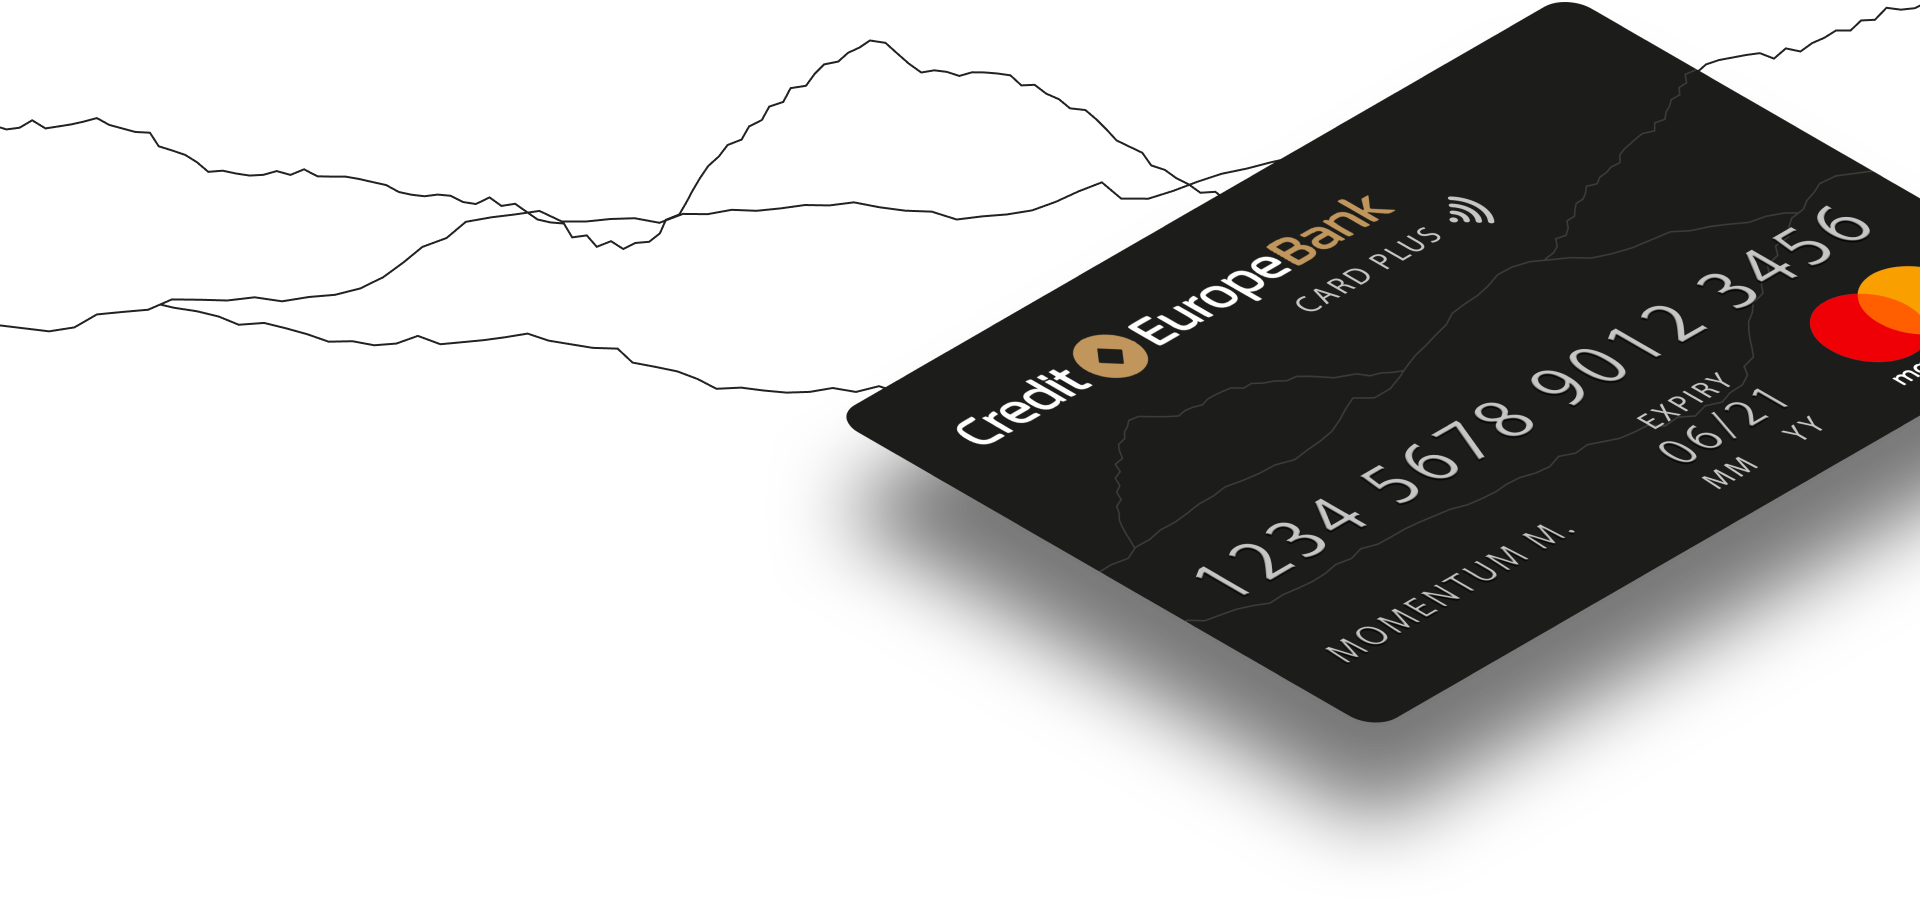 Credit EuropeBank
CARD PLUS
1234 5678 9012 3456
EXPIRY
06/21
MM YY
MOMENTUM M.